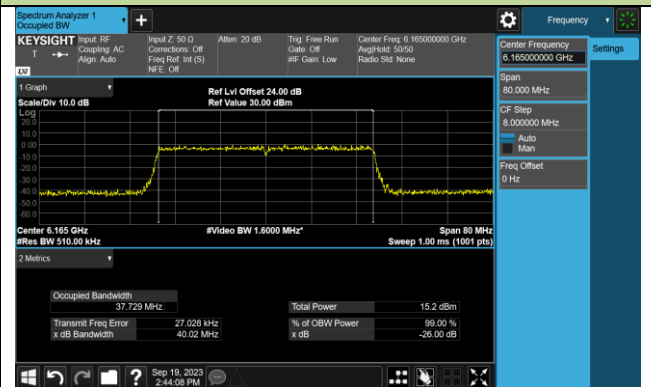 Spectrum Analyzer 1
Occupied BW
Frequency
KEYSIGHT
Input: RF
Coupling: AC
Align: Auto
Input Z: 50 Ω
Corrections: Off
Freq Ref: Int (S)
NFE: Off
Atten: 20 dB
Trig: Free Run
Gate: Off
#IF Gain: Low
Center Freq: 6.165000000 GHz
Avg|Hold: 50/50
Radio Std: None
T
LXI
Center Frequency
6.165000000 GHz
Settings
Span
80.000 MHz
CF Step
8.000000 MHz
Auto
Man
Freq Offset
0 Hz
1 Graph
Scale/Div 10.0 dB
Ref Lvl Offset 24.00 dB
Ref Value 30.00 dBm
Log
20.0
10.0
0.0
-10.0
-20.0
-30.0
-40.0
-50.0
-60.0
Center 6.165 GHz
#Video BW 1.6000 MHz*
Span 80 MHz
#Res BW 510.00 kHz
Sweep 1.00 ms (1001 pts)
2 Metrics
Occupied Bandwidth
37.729 MHz
Total Power
15.2 dBm
Transmit Freq Error
27.028 kHz
% of OBW Power
99.00 %
x dB Bandwidth
40.02 MHz
x dB
-26.00 dB
?
Sep 19, 2023
2:44:08 PM